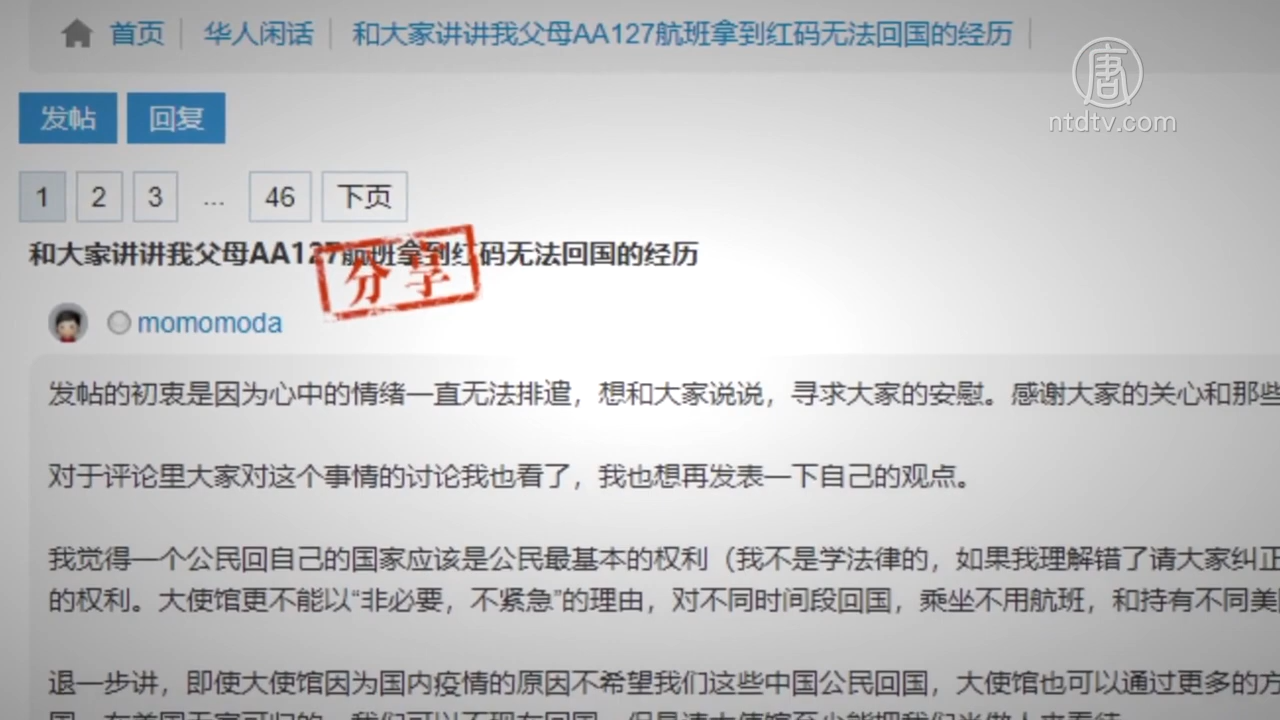 首页 华人闲话 和大家讲讲我父母AA127航班拿到红码无法回国的经历
唐
ntdtv.com
发帖 回复
1 2 3 ... 46 下页
和大家讲讲我父母AA127航班拿到红码无法回国的经历
分享
momomoda
发帖的初衷是因为心中的情绪一直无法排遣，想和大家说说，寻求大家的安慰。感谢大家的关心和那些
对于评论里大家对这个事情的讨论我也看了，我也想再发表一下自己的观点。
我觉得一个公民回自己的国家应该是公民最基本的权利（我不是学法律的，如果我理解错了请大家纠正
的权利。大使馆更不能以“非必要，不紧急”的理由，对不同时间段回国，乘坐不用航班，和持有不同美
退一步讲，即使大使馆因为国内疫情的原因不希望我们这些中国公民回国，大使馆也可以通过更多的方